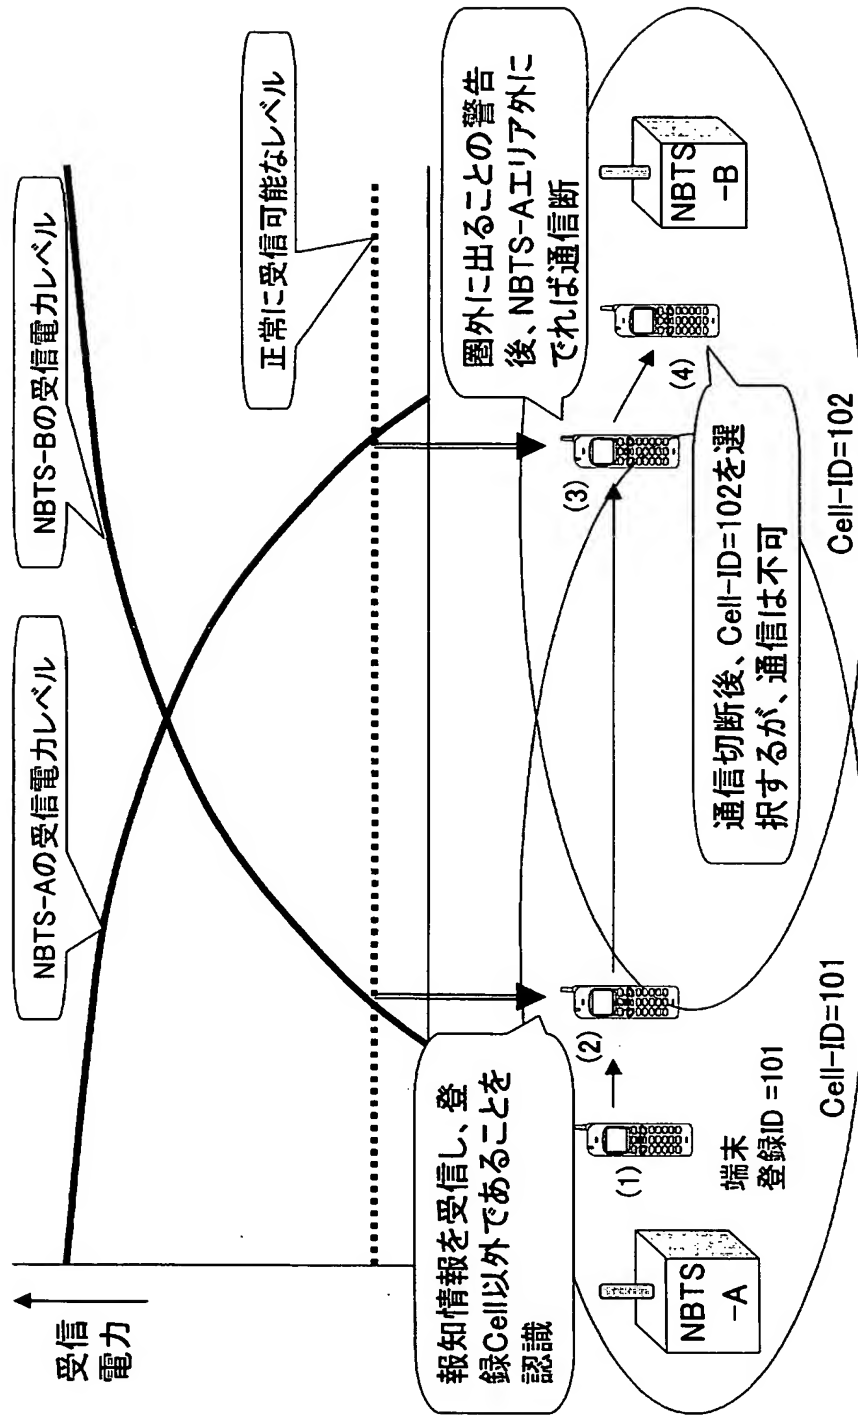 受信
電力
NBTS-Aの受信電力レベル
NBTS-Bの受信電力レベル
正常に受信可能なレベル
報知情報を受信し、登
録Cell以外であることを
認識
圏外に出ることの警告
後、NBTS-Aエリア外に
でれば通信断
(1)
(2)
(3)
(4)
NBTS
-A
端末
登録ID =101
通信切断後、Cell-ID=102を選
択するが、通信は不可
NBTS
-B
Cell-ID=101
Cell-ID=102